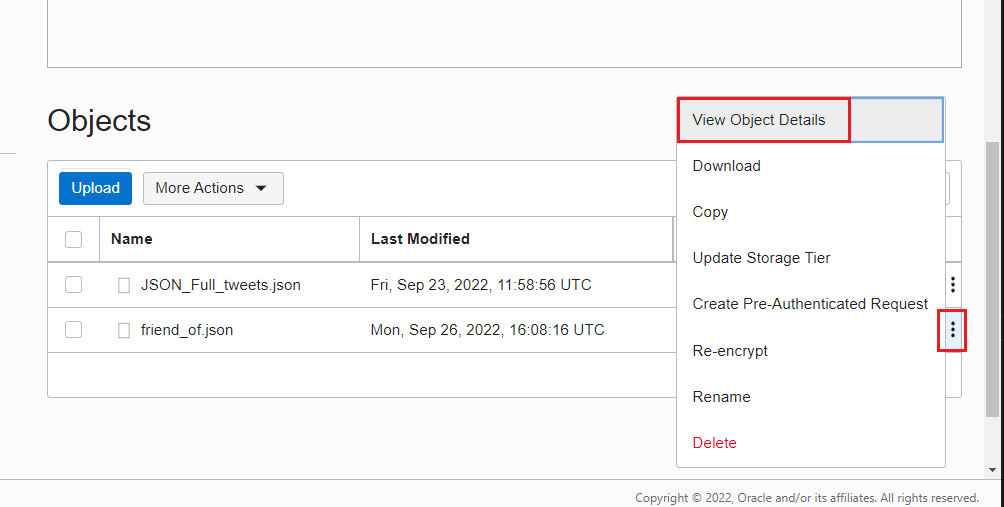 Objects
Upload
More Actions
Name
Last Modified
JSON_Full_tweets.json
Fri, Sep 23, 2022, 11:58:56 UTC
friend_of.json
Mon, Sep 26, 2022, 16:08:16 UTC
View Object Details
Download
Copy
Update Storage Tier
Create Pre-Authenticated Request
Re-encrypt
Rename
Delete
Copyright © 2022, Oracle and/or its affiliates. All rights reserved.